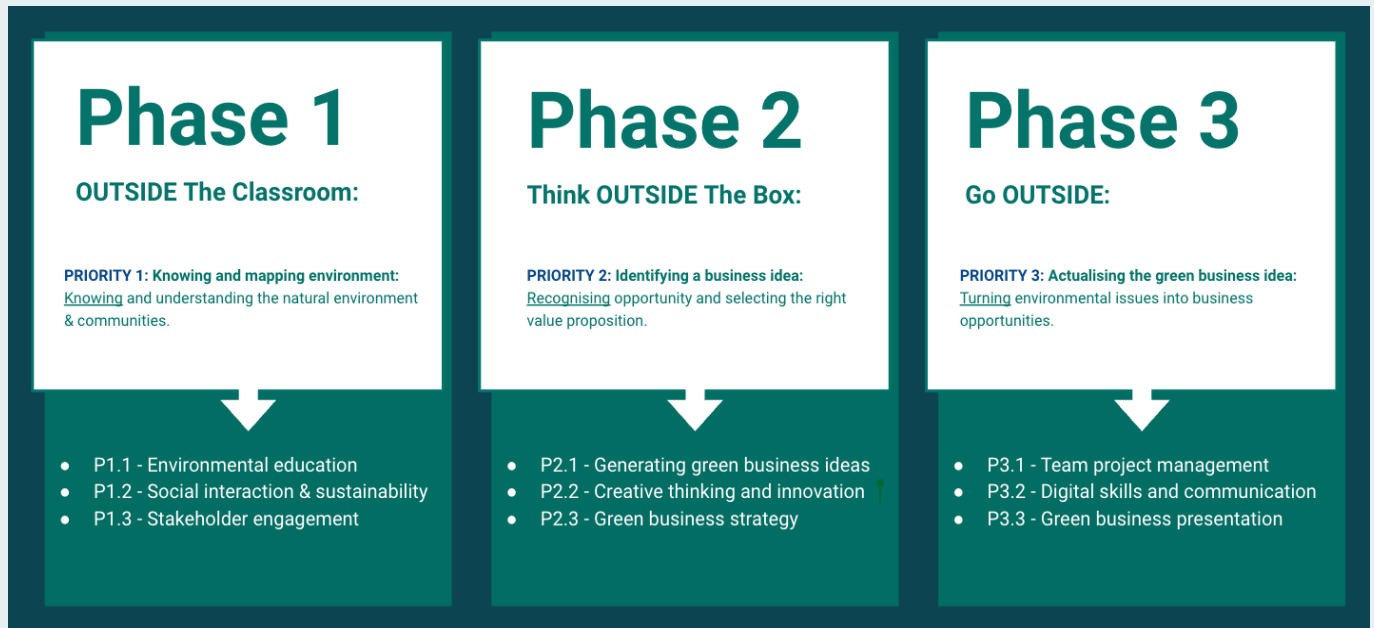 Phase 1
OUTSIDE The Classroom:
PRIORITY 1: Knowing and mapping environment:
Knowing and understanding the natural environment
& communities.
● P1.1 - Environmental education
● P1.2 - Social interaction & sustainability
● P1.3 - Stakeholder engagement
Phase 2
Think OUTSIDE The Box:
PRIORITY 2: Identifying a business idea:
Recognising opportunity and selecting the right
value proposition.
● P2.1 - Generating green business ideas
● P2.2 - Creative thinking and innovation
● P2.3 - Green business strategy
Phase 3
Go OUTSIDE:
PRIORITY 3: Actualising the green business idea:
Turning environmental issues into business
opportunities.
● P3.1 - Team project management
● P3.2 - Digital skills and communication
● P3.3 - Green business presentation